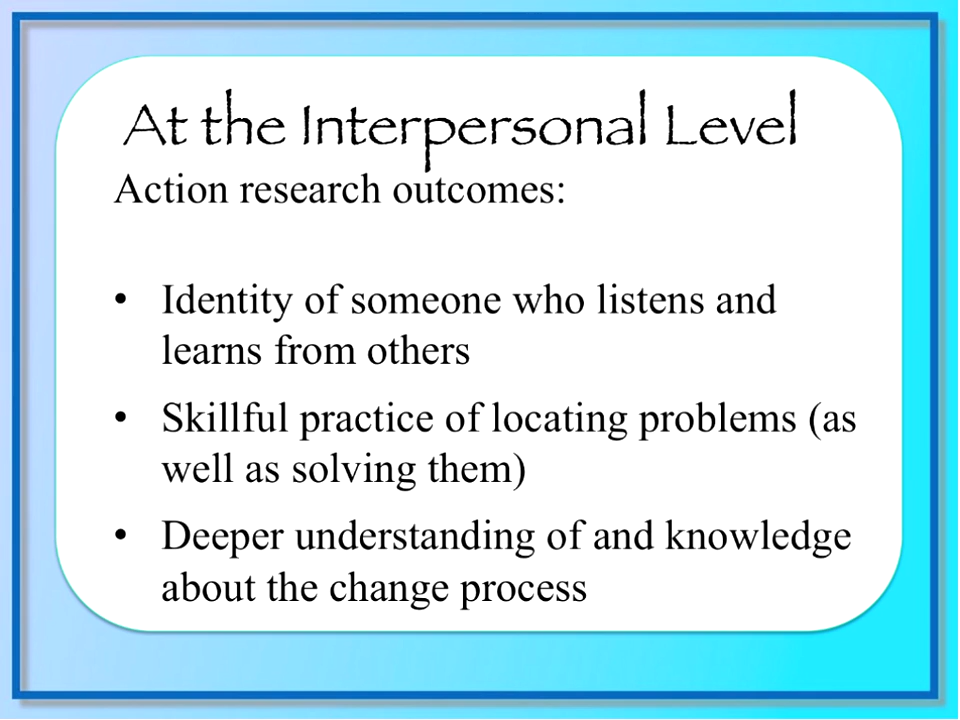 At the Interpersonal Level
Action research outcomes:
• Identity of someone who listens and
learns from others
• Skillful practice of locating problems (as
well as solving them)
• Deeper understanding of and knowledge
about the change process